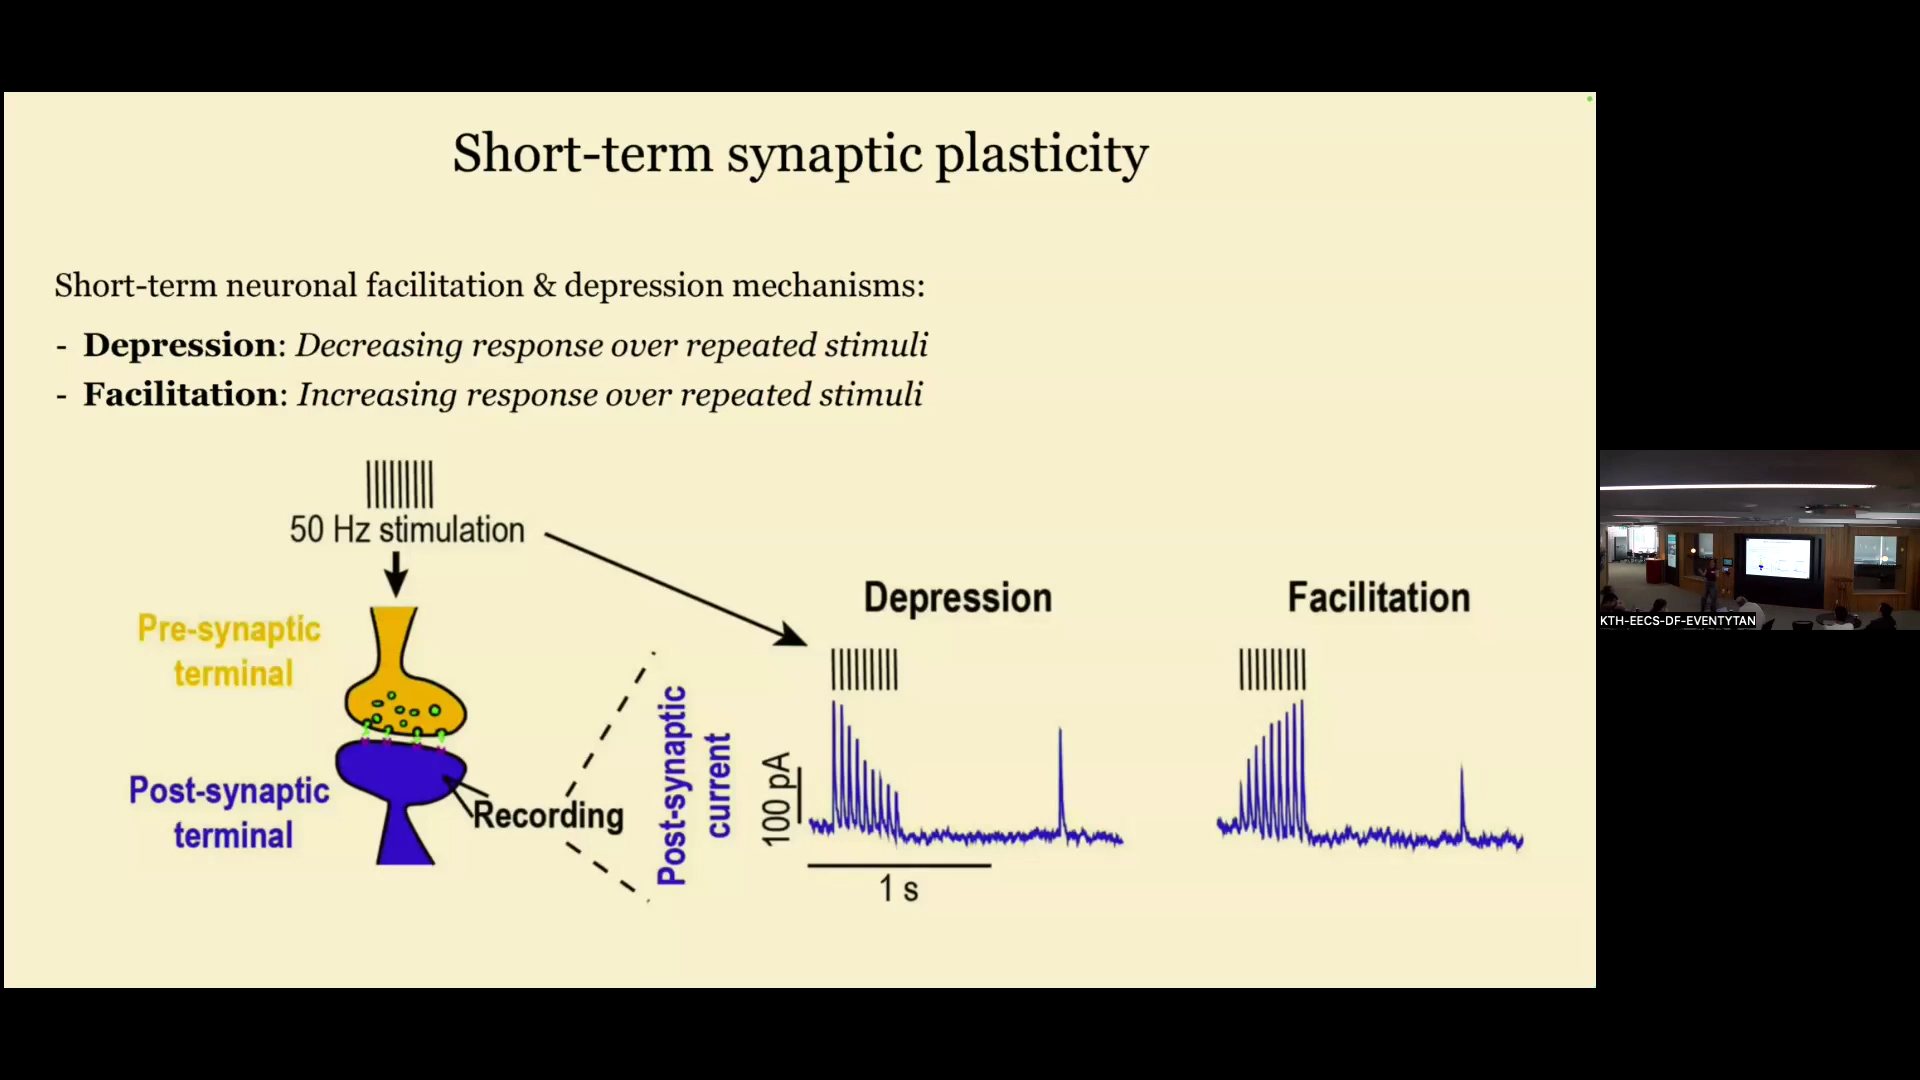 Short-term synaptic plasticity
Short-term neuronal facilitation & depression mechanisms:
- Depression: Decreasing response over repeated stimuli
- Facilitation: Increasing response over repeated stimuli
50 Hz stimulation
Pre-synaptic
terminal
Post-synaptic
terminal
Recording
Post-synaptic
current
100 pA
1 s
Depression
Facilitation
KTH-EECS-DF-EVENTYTAN